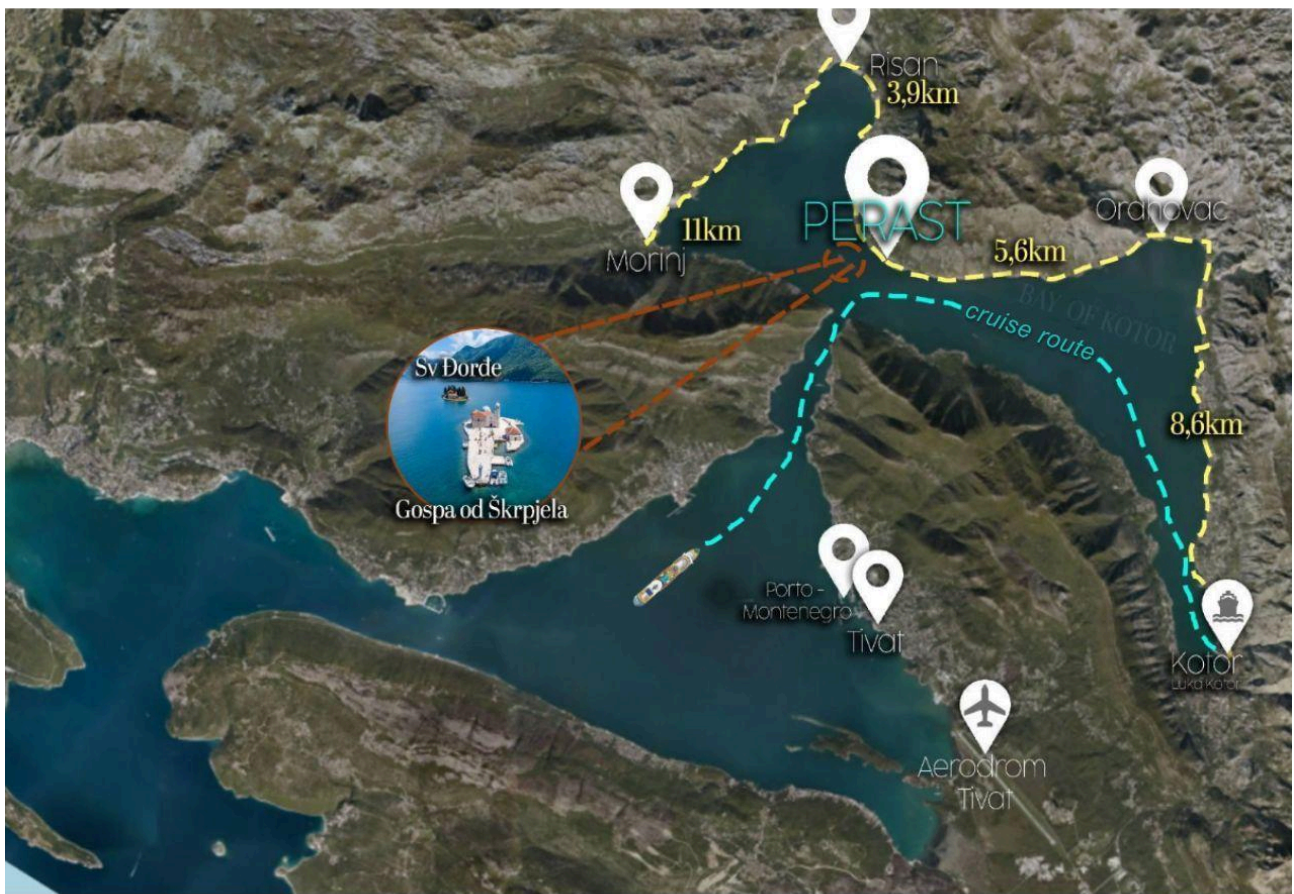 Risan
3,9km
PERAST
Orahovac
11km
Morinj
5,6km
BAY OF KOTOR
cruise route
Sv Đorđe
8,6km
Gospa od Škrpjela
Porto -
Montenegro
Tivat
Kotor
Luka Kotor
Aerodrom
Tivat